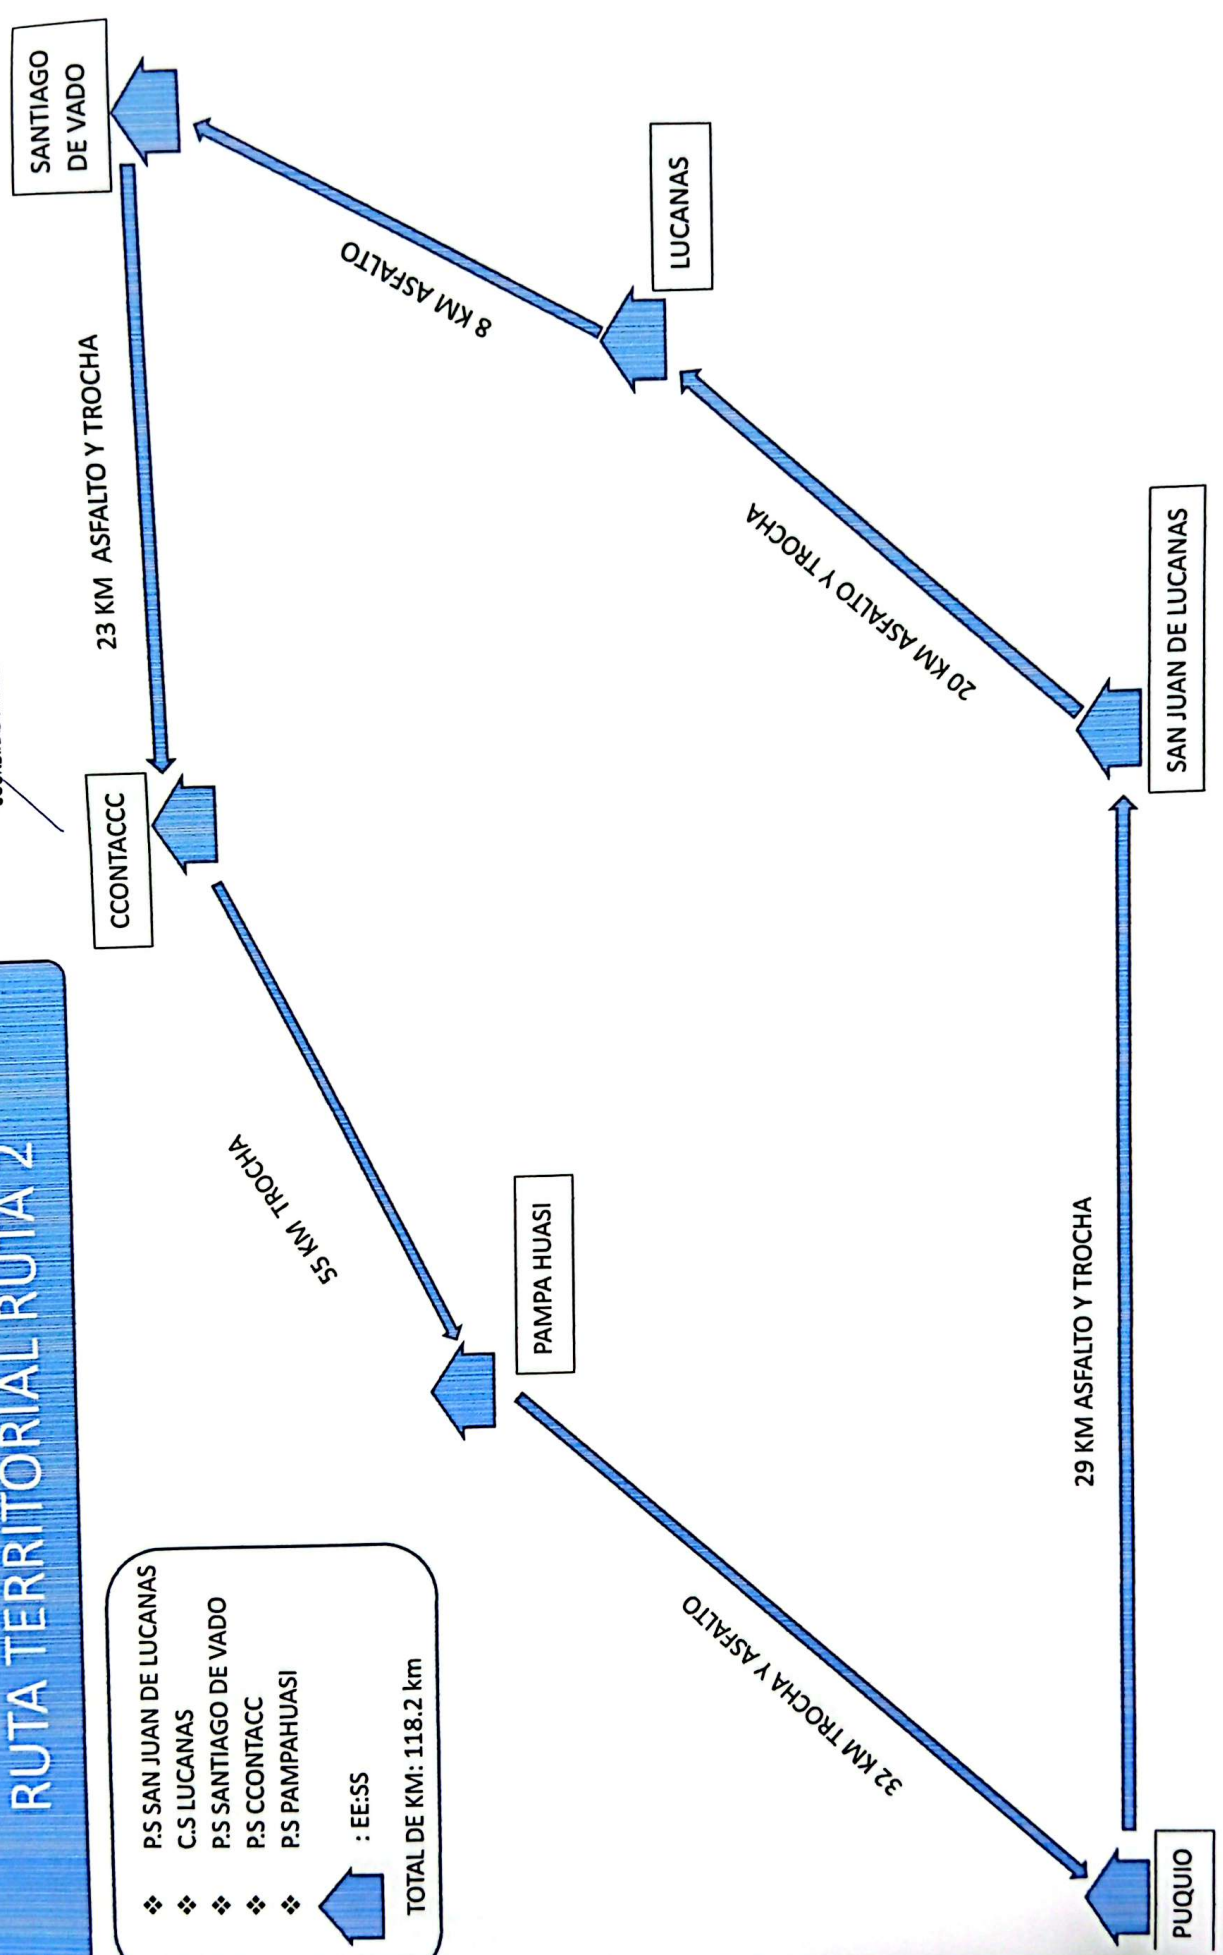 RUTA TERRITORIAL RUTA 2
❖ P.S SAN JUAN DE LUCANAS
❖ C.S LUCANAS
❖ P.S SANTIAGO DE VADO
❖ P.S CCONTACC
❖ P.S PAMPAHUASI
: EE:SS
TOTAL DE KM: 118.2 km
CCONTACCC
23 KM ASFALTO Y TROCHA
SANTIAGO
DE VADO
55 KM TROCHA
8 KM ASFALTO
PAMPA HUASI
LUCANAS
32 KM TROCHA Y ASFALTO
20 KM ASFALTO Y TROCHA
29 KM ASFALTO Y TROCHA
PUQUIO
SAN JUAN DE LUCANAS